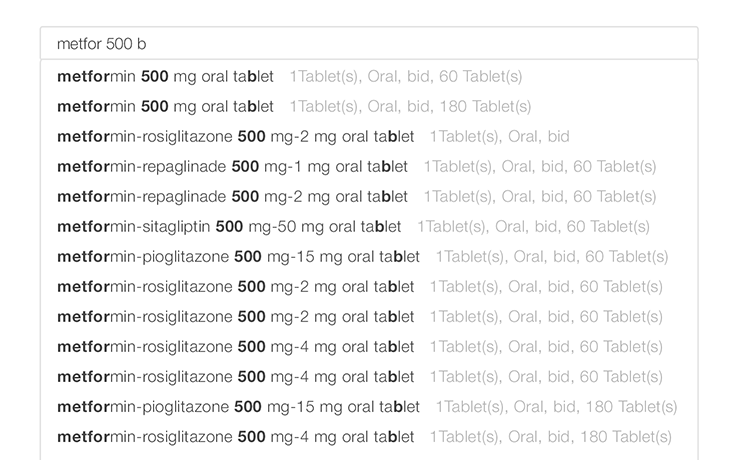 metfor 500 b
metformin 500 mg oral tablet 1Tablet(s), Oral, bid, 60 Tablet(s)
metformin 500 mg oral tablet 1Tablet(s), Oral, bid, 180 Tablet(s)
metformin-rosiglitazone 500 mg-2 mg oral tablet 1Tablet(s), Oral, bid
metformin-repaglinade 500 mg-1 mg oral tablet 1Tablet(s), Oral, bid, 60 Tablet(s)
metformin-repaglinade 500 mg-2 mg oral tablet 1Tablet(s), Oral, bid, 60 Tablet(s)
metformin-sitagliptin 500 mg-50 mg oral tablet 1Tablet(s), Oral, bid, 60 Tablet(s)
metformin-pioglitazone 500 mg-15 mg oral tablet 1Tablet(s), Oral, bid, 60 Tablet(s)
metformin-rosiglitazone 500 mg-2 mg oral tablet 1Tablet(s), Oral, bid, 60 Tablet(s)
metformin-rosiglitazone 500 mg-2 mg oral tablet 1Tablet(s), Oral, bid, 60 Tablet(s)
metformin-rosiglitazone 500 mg-4 mg oral tablet 1Tablet(s), Oral, bid, 60 Tablet(s)
metformin-rosiglitazone 500 mg-4 mg oral tablet 1Tablet(s), Oral, bid, 60 Tablet(s)
metformin-pioglitazone 500 mg-15 mg oral tablet 1Tablet(s), Oral, bid, 180 Tablet(s)
metformin-rosiglitazone 500 mg-4 mg oral tablet 1Tablet(s), Oral, bid, 180 Tablet(s)